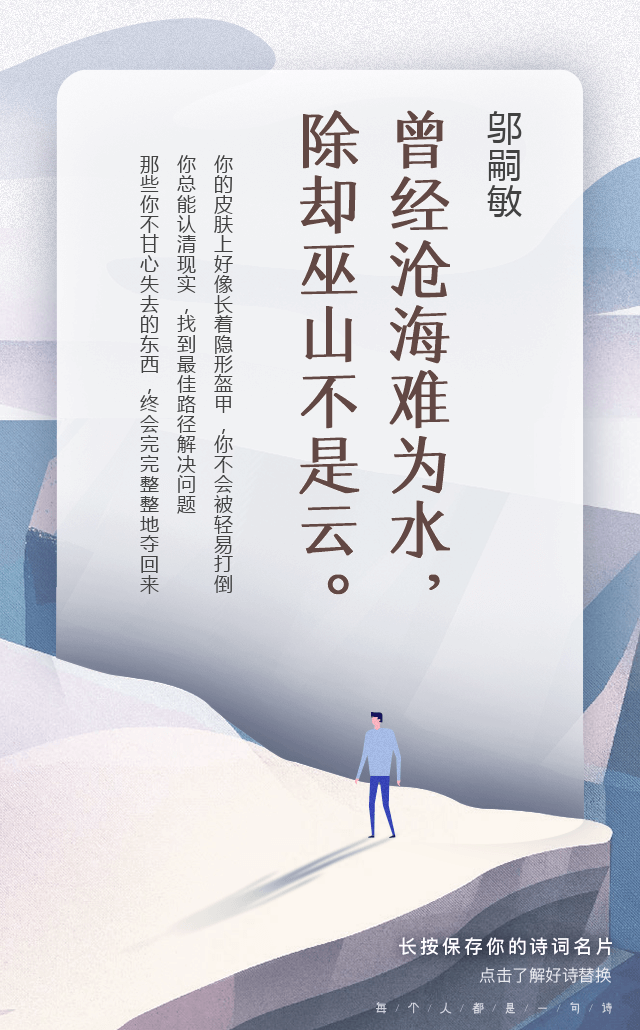 邬嗣敏
曾经沧海难为水，
除却巫山不是云。
你的皮肤上好像长着隐形盔甲，你不会被轻易打倒
你总能认清现实，找到最佳路径解决问题
那些你不甘心失去的东西，终会完完整整地夺回来
长按保存你的诗词名片
点击了解好诗替换
每/个/人/都/是/一/句/诗